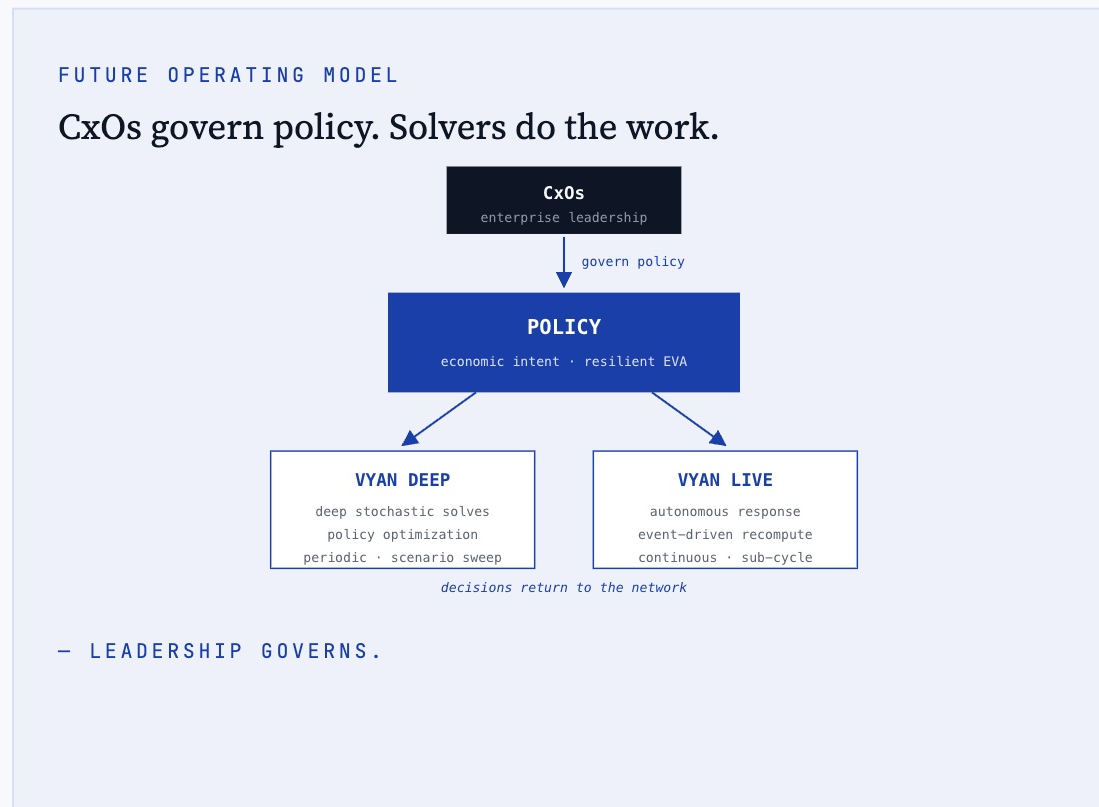 FUTURE OPERATING MODEL
CxOs govern policy. Solvers do the work.
CxOs
enterprise leadership
govern policy
POLICY
economic intent · resilient EVA
VYAN DEEP
deep stochastic solves
policy optimization
periodic · scenario sweep
VYAN LIVE
autonomous response
event−driven recompute
continuous · sub−cycle
decisions return to the network
— LEADERSHIP GOVERNS.